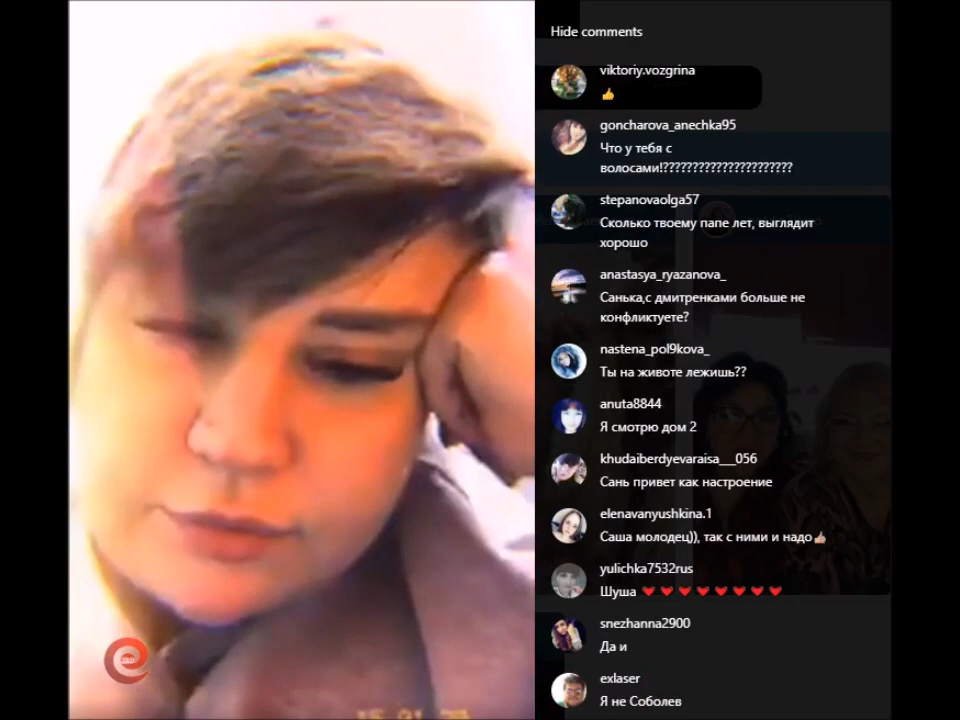 Hide comments
viktoriy.vozgrina
👍
goncharova_anechka95
Что у тебя с
волосами!??????????????????????
stepanovaolga57
Сколько твоему папе лет, выглядит
хорошо
anastasya_ryazanova_
Санька,с дмитренками больше не
конфликтуете?
nastena_pol9kova_
Ты на животе лежишь??
anuta8844
Я смотрю дом 2
khudaiberdyevaraisa___056
Сань привет как настроение
elenavanyushkina.1
Саша молодец)), так с ними и надо👍🏼
yulichka7532rus
Шуша ❤️❤️❤️❤️❤️❤️❤️❤️
snezhanna2900
Да и
exlaser
Я не Соболев